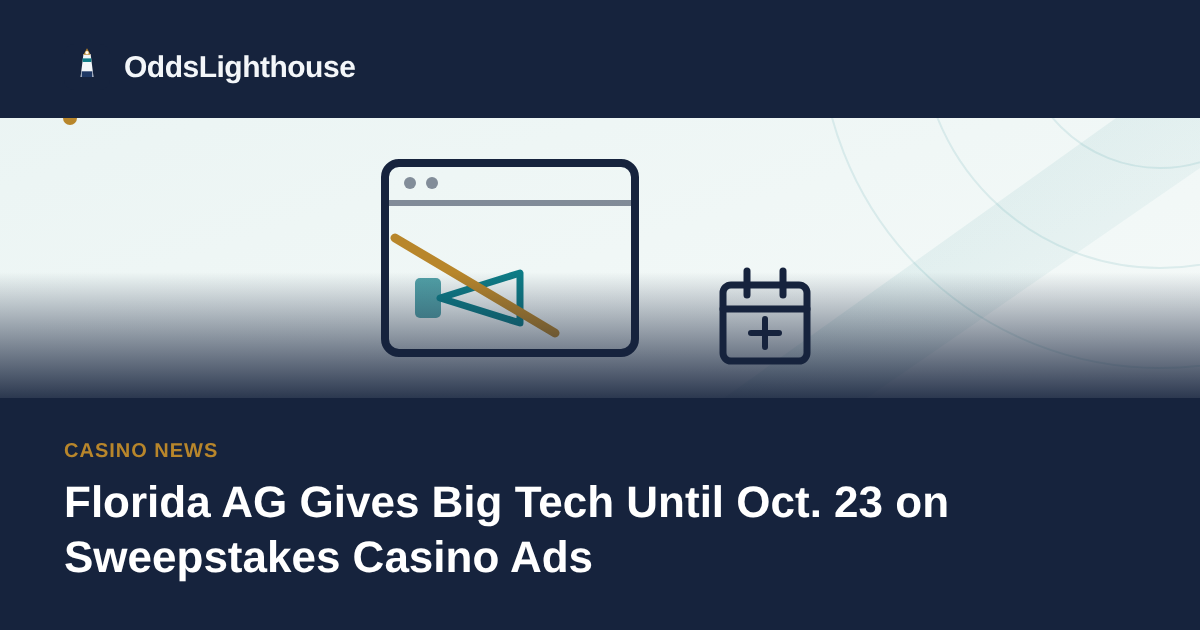 OddsLighthouse
CASINO NEWS
Florida AG Gives Big Tech Until Oct. 23 on
Sweepstakes Casino Ads